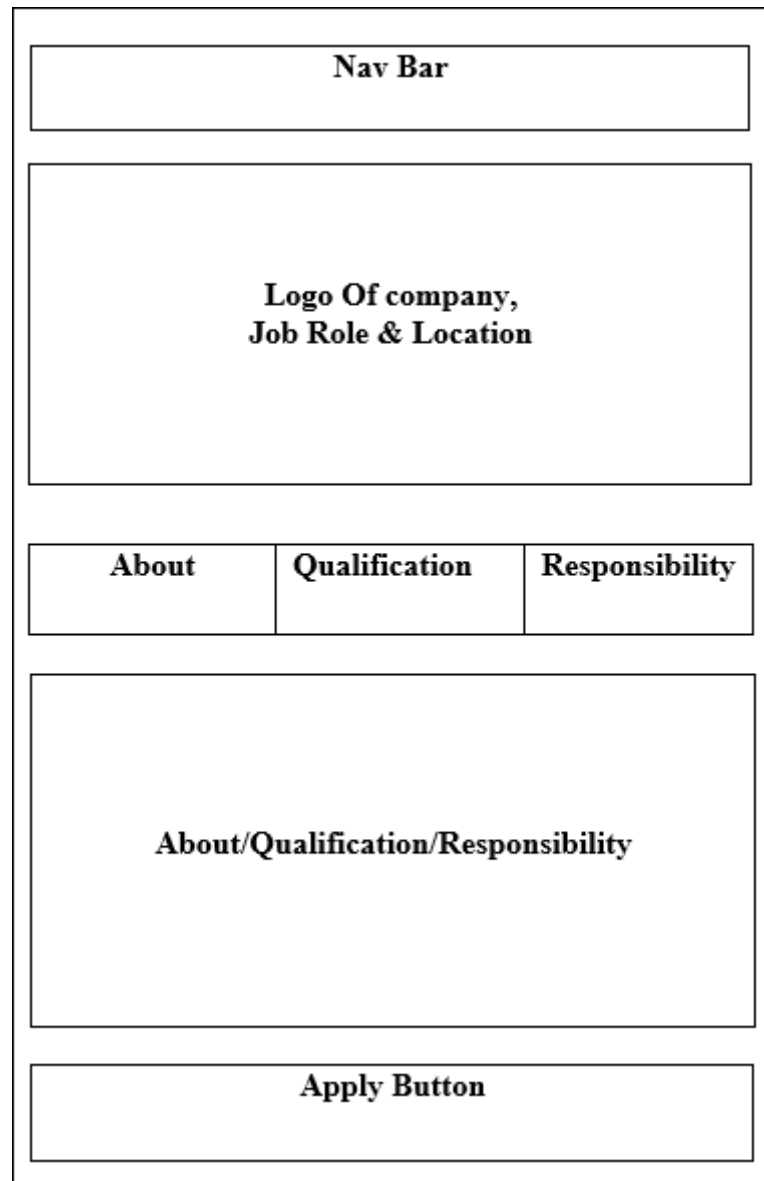 Nav Bar
Logo Of company,
Job Role & Location
About
Qualification
Responsibility
About/Qualification/Responsibility
Apply Button